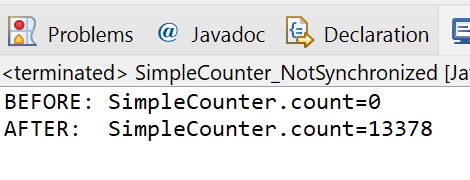 Problems @ Javadoc Declaration
<terminated> SimpleCounter_NotSynchronized [Ja
BEFORE: SimpleCounter.count=0
AFTER:  SimpleCounter.count=13378